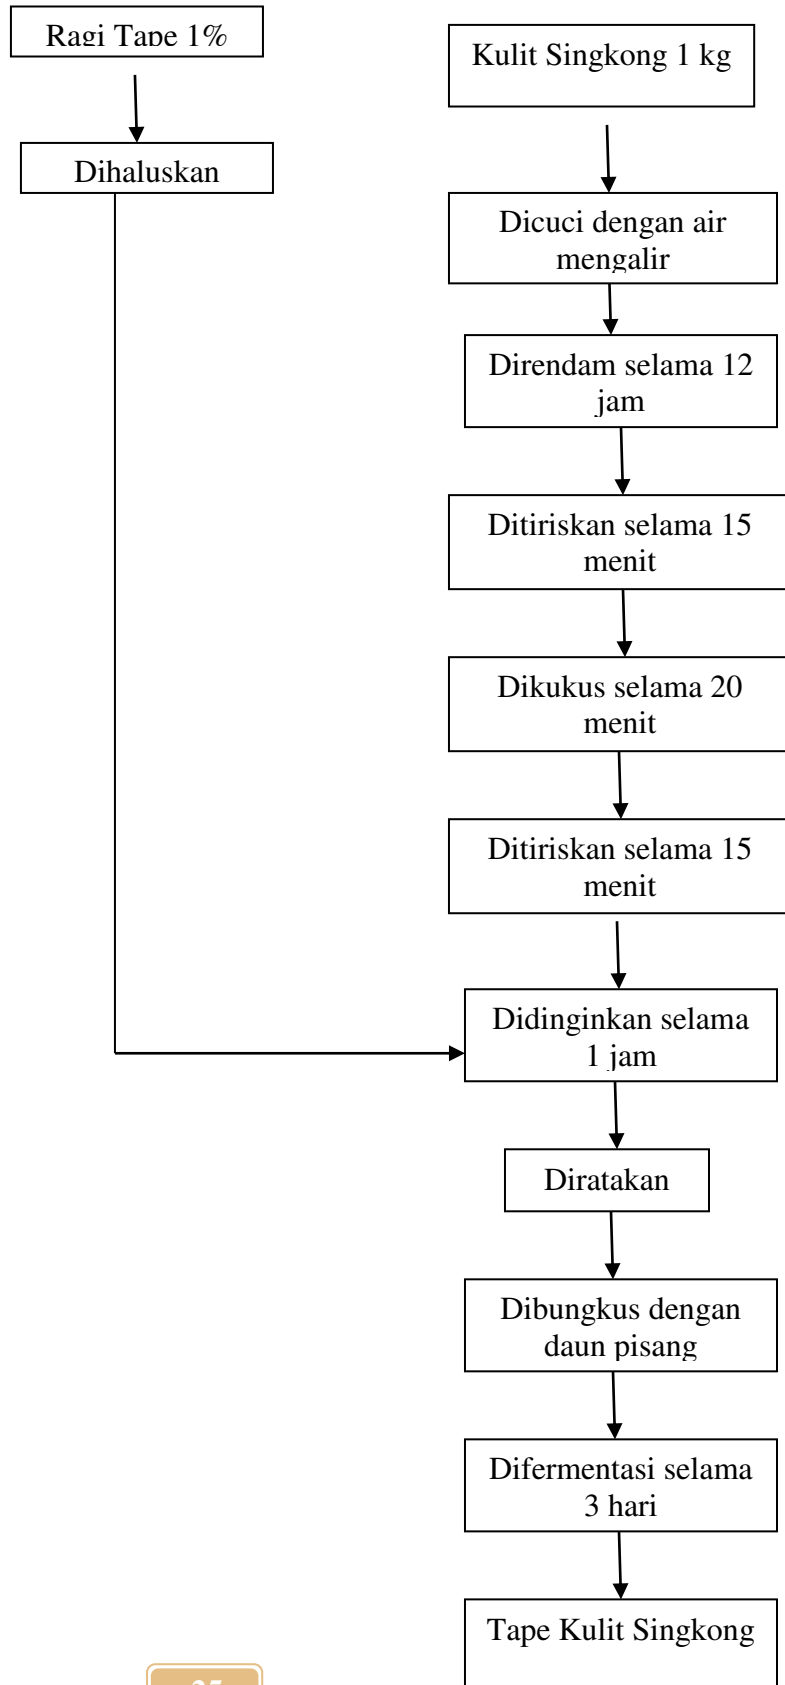 Ragi Tape 1%
Dihaluskan
Kulit Singkong 1 kg
Dicuci dengan air
mengalir
Direndam selama 12
jam
Ditiriskan selama 15
menit
Dikukus selama 20
menit
Ditiriskan selama 15
menit
Didinginkan selama
1 jam
Diratakan
Dibungkus dengan
daun pisang
Difermentasi selama
3 hari
Tape Kulit Singkong